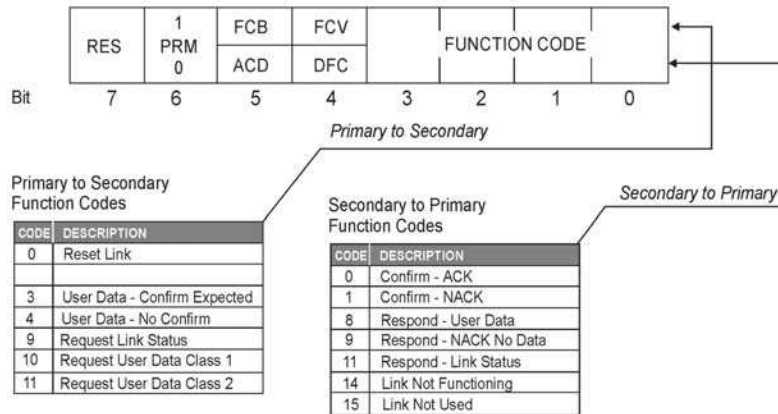 RES
1
PRM
0
FCB
FCV
ACD
DFC
FUNCTION CODE
Bit 7 6 5 4 3 2 1 0
Primary to Secondary
Primary to Secondary
Function Codes
CODE DESCRIPTION
0 Reset Link
3 User Data - Confirm Expected
4 User Data - No Confirm
9 Request Link Status
10 Request User Data Class 1
11 Request User Data Class 2
Secondary to Primary
Secondary to Primary
Function Codes
CODE DESCRIPTION
0 Confirm - ACK
1 Confirm - NACK
8 Respond - User Data
9 Respond - NACK No Data
11 Respond - Link Status
14 Link Not Functioning
15 Link Not Used